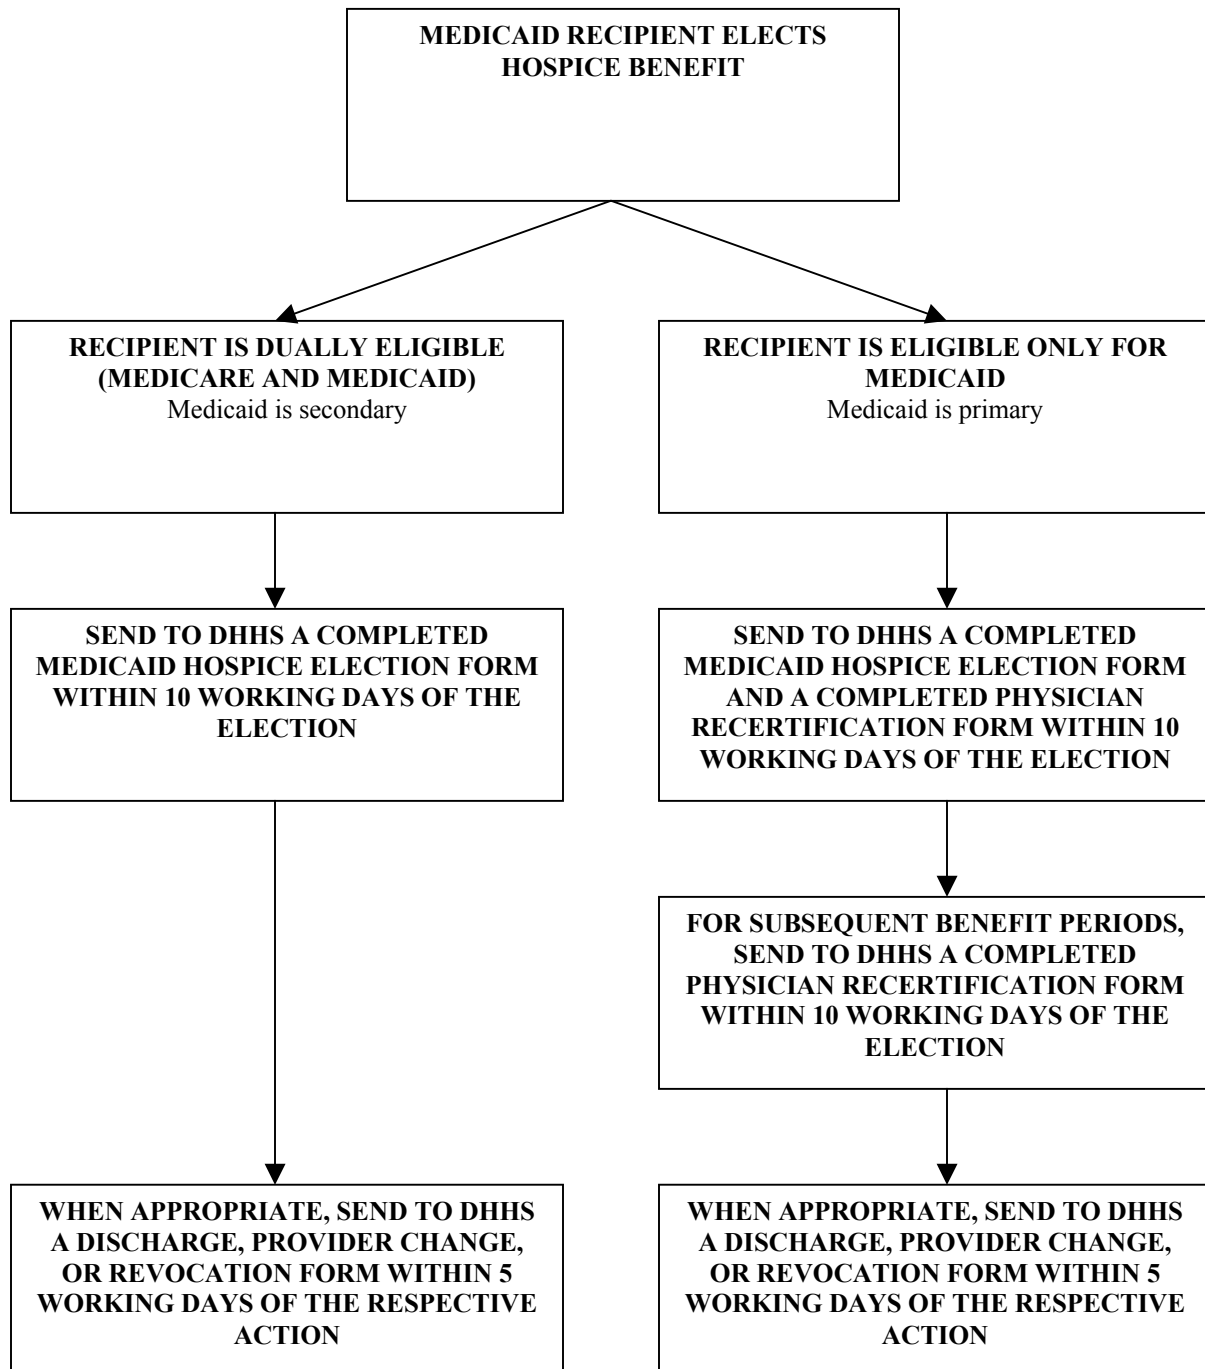 MEDICAID RECIPIENT ELECTS
HOSPICE BENEFIT
RECIPIENT IS DUALLY ELIGIBLE
(MEDICARE AND MEDICAID)
Medicaid is secondary
RECIPIENT IS ELIGIBLE ONLY FOR
MEDICAID
Medicaid is primary
SEND TO DHHS A COMPLETED
MEDICAID HOSPICE ELECTION FORM
WITHIN 10 WORKING DAYS OF THE
ELECTION
SEND TO DHHS A COMPLETED
MEDICAID HOSPICE ELECTION FORM
AND A COMPLETED PHYSICIAN
RECERTIFICATION FORM WITHIN 10
WORKING DAYS OF THE ELECTION
FOR SUBSEQUENT BENEFIT PERIODS,
SEND TO DHHS A COMPLETED
PHYSICIAN RECERTIFICATION FORM
WITHIN 10 WORKING DAYS OF THE
ELECTION
WHEN APPROPRIATE, SEND TO DHHS
A DISCHARGE, PROVIDER CHANGE,
OR REVOCATION FORM WITHIN 5
WORKING DAYS OF THE RESPECTIVE
ACTION
WHEN APPROPRIATE, SEND TO DHHS
A DISCHARGE, PROVIDER CHANGE,
OR REVOCATION FORM WITHIN 5
WORKING DAYS OF THE RESPECTIVE
ACTION